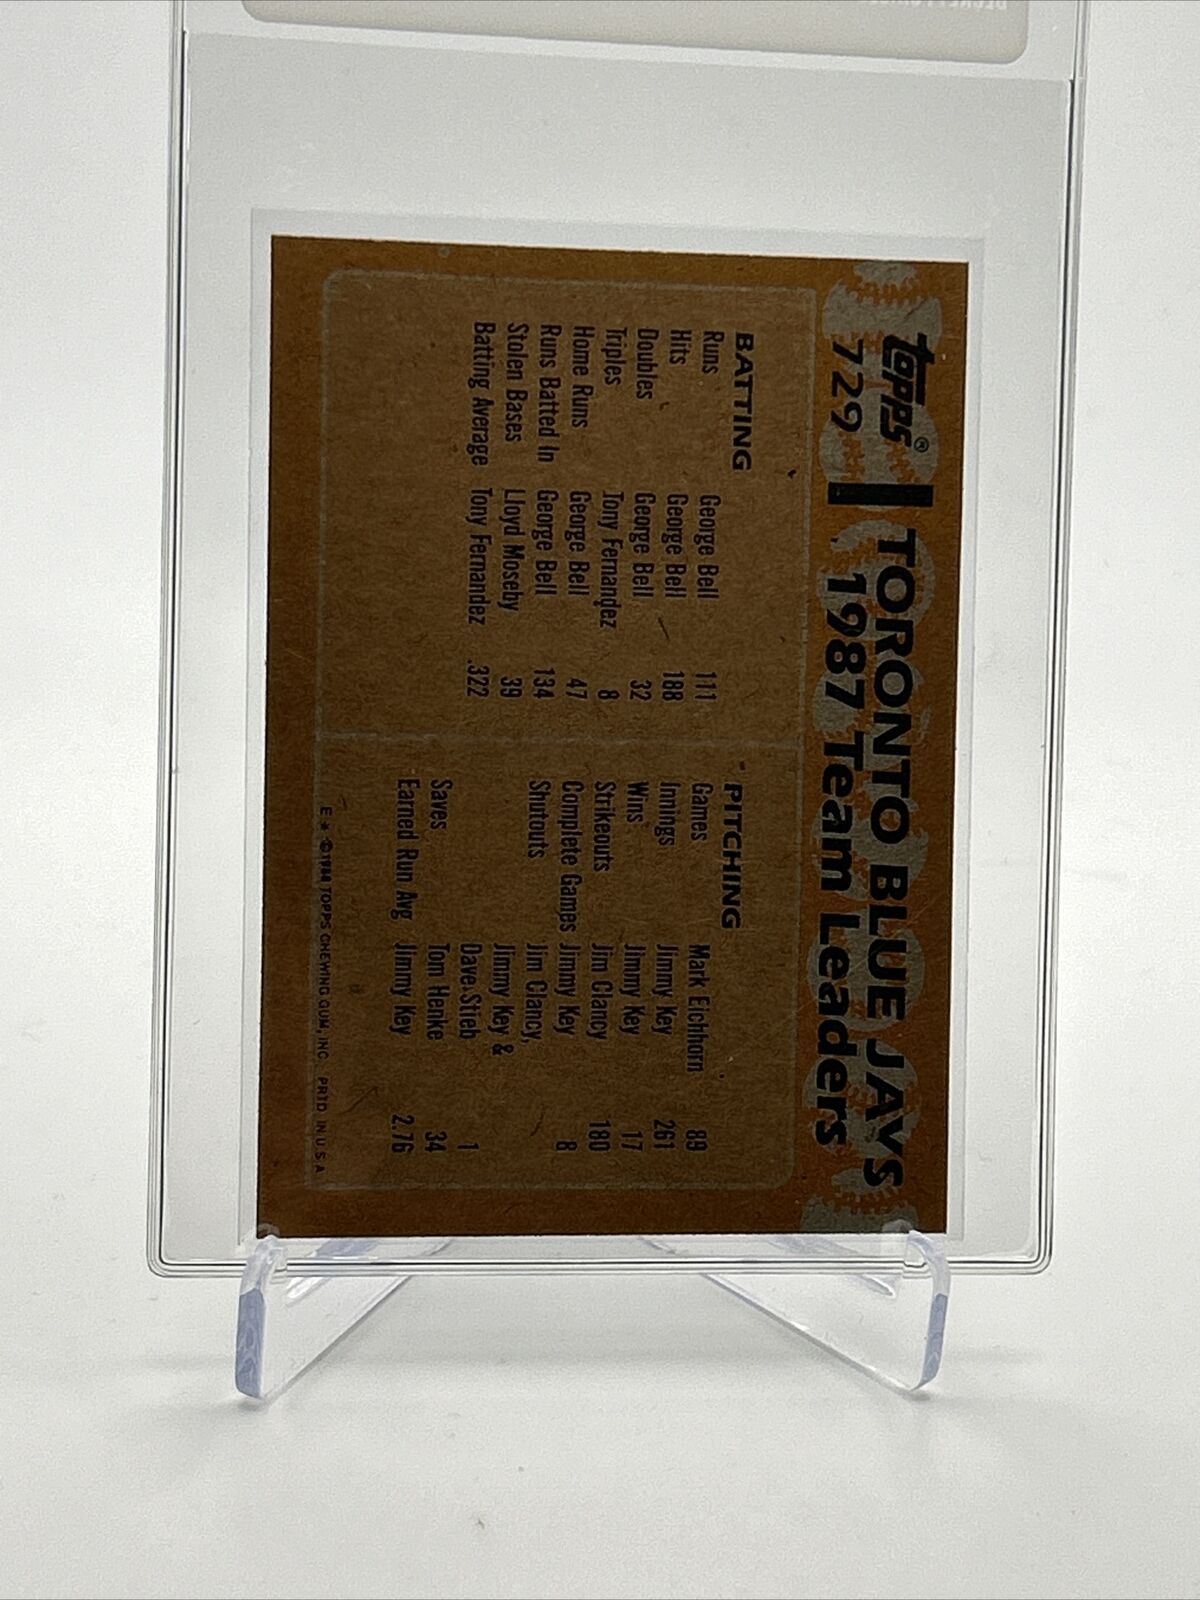 topps® TORONTO BLUE JAYS
729 1987 Team Leaders
BATTING
Runs George Bell 111
Hits George Bell 188
Doubles George Bell 32
Triples Tony Fernandez 8
Home Runs George Bell 47
Runs Batted In George Bell 134
Stolen Bases Lloyd Moseby 39
Batting Average Tony Fernandez .322
PITCHING
Games Mark Eichhorn 89
Innings Jimmy Key 261
Wins Jimmy Key 17
Strikeouts Jim Clancy 180
Complete Games Jimmy Key 8
Shutouts Jim Clancy,
Jimmy Key &
Dave Stieb 1
Saves Tom Henke 34
Earned Run Avg Jimmy Key 2.76
E * ©1988 TOPPS CHEWING GUM, INC. PRTD. IN U.S.A.